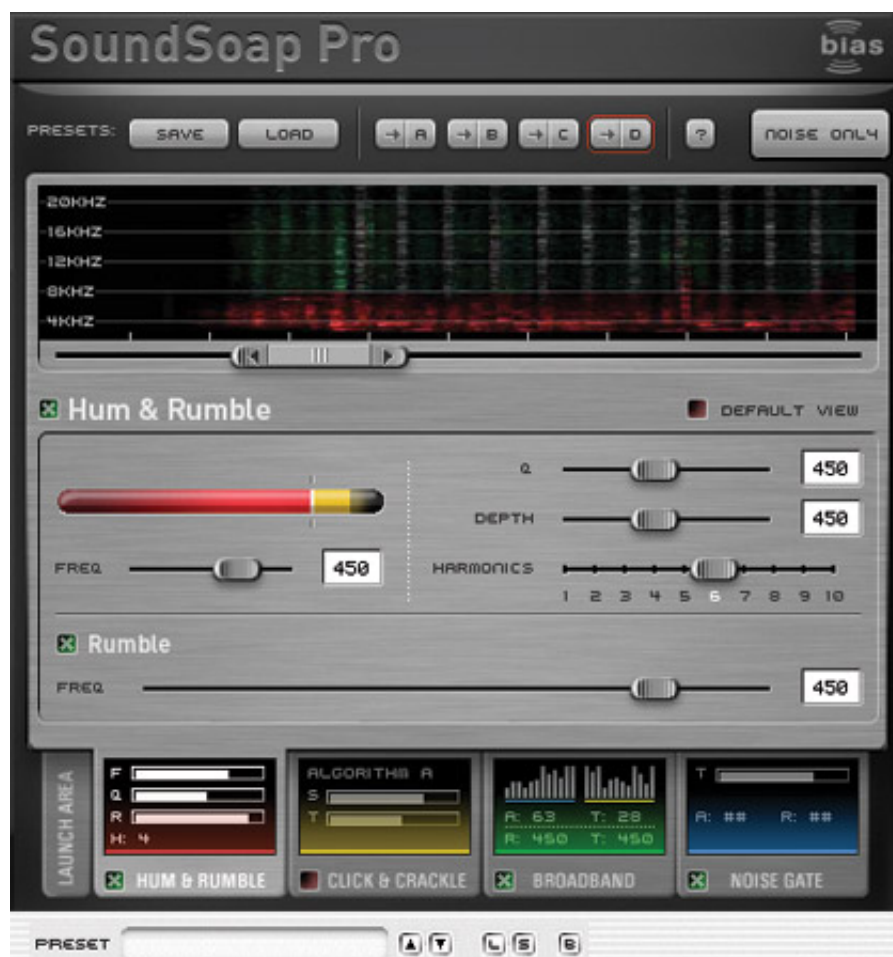 SoundSoap Pro
bias
PRESETS: SAVE LOAD → A → B → C → D ? NOISE ONLY
20KHZ
16KHZ
12KHZ
8KHZ
4KHZ
Hum & Rumble
DEFAULT VIEW
Q 450
DEPTH 450
FREQ 450
HARMONICS
1 2 3 4 5 6 7 8 9 10
Rumble
FREQ 450
LAUNCH AREA
F
Q
R
H: 4
HUM & RUMBLE
ALGORITHM A
S
T
CLICK & CRACKLE
A: 63 T: 28
R: 450 T: 450
BROADBAND
T
A: ## R: ##
NOISE GATE
PRESET L S B